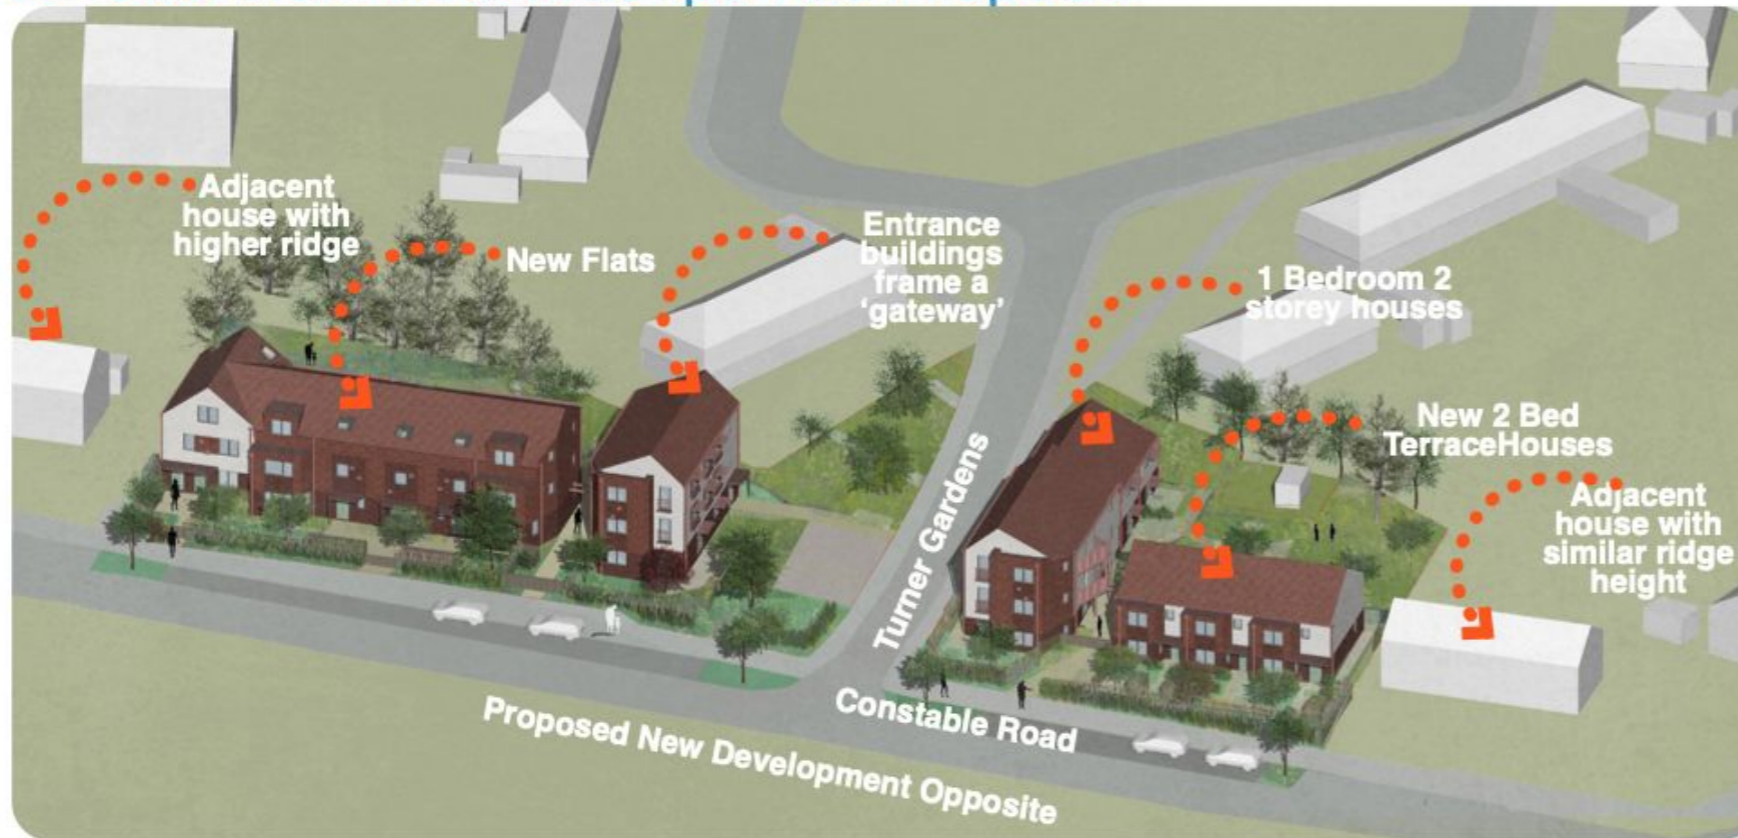 Adjacent
house with
higher ridge
New Flats
Entrance
buildings
frame a
‘gateway’
1 Bedroom 2
storey houses
New 2 Bed
TerraceHouses
Adjacent
house with
similar ridge
height
Turner Gardens
Constable Road
Proposed New Development Opposite